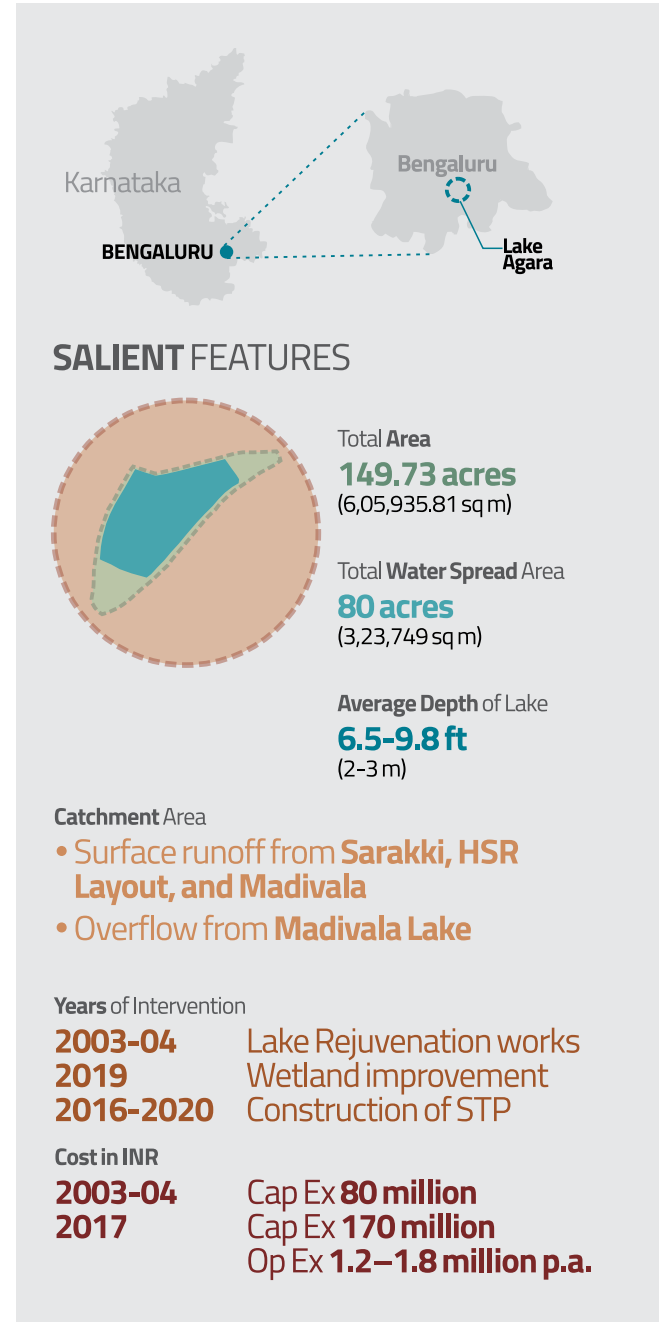 Karnataka
BENGALURU
Bengaluru
Lake
Agara
SALIENT FEATURES
Total Area
149.73 acres
(6,05,935.81 sq m)
Total Water Spread Area
80 acres
(3,23,749 sq m)
Average Depth of Lake
6.5-9.8 ft
(2-3 m)
Catchment Area
• Surface runoff from Sarakki, HSR
Layout, and Madivala
• Overflow from Madivala Lake
Years of Intervention
2003-04 Lake Rejuvenation works
2019 Wetland improvement
2016-2020 Construction of STP
Cost in INR
2003-04 Cap Ex 80 million
2017 Cap Ex 170 million
Op Ex 1.2–1.8 million p.a.